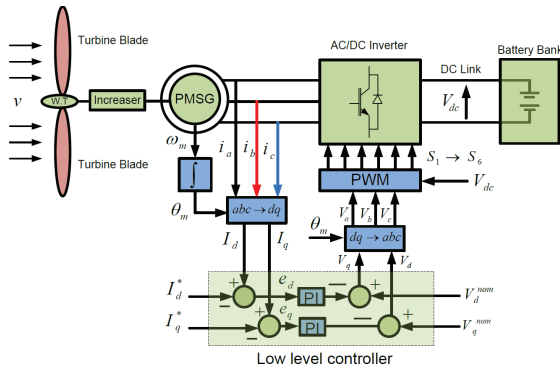 Turbine Blade
AC/DC Inverter
Battery Bank
DC Link
v
W.T
Increaser
PMSG
V_dc
ω_m
i_a
i_b
i_c
Turbine Blade
∫
S_1 → S_6
PWM
V_dc
θ_m
abc→dq
V_a
V_b
V_c
θ_m
dq→abc
I_d
I_q
V_q
V_d
I_d^*
+
−
e_d
PI
−
+
V_d^nom
I_q^*
+
−
e_q
PI
−
+
V_q^nom
Low level controller